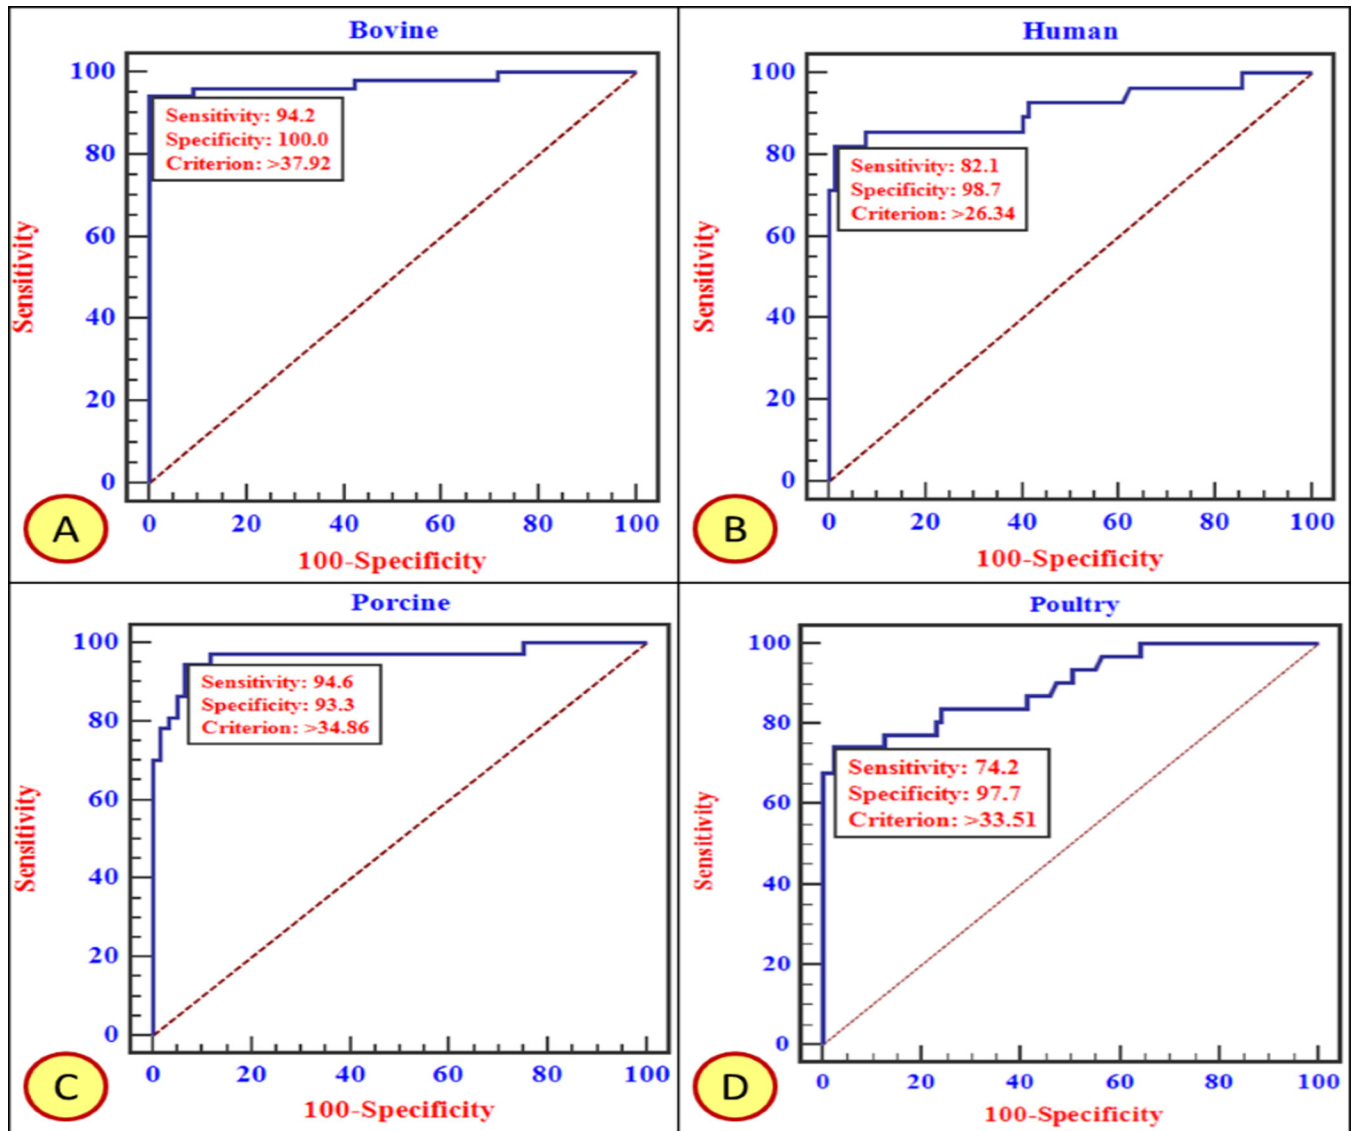 Bovine
100
80
60
40
20
0
Sensitivity: 94.2
Specificity: 100.0
Criterion: >37.92
Sensitivity
0 20 40 60 80 100
100-Specificity
A
Human
100
80
60
40
20
0
Sensitivity: 82.1
Specificity: 98.7
Criterion: >26.34
Sensitivity
0 20 40 60 80 100
100-Specificity
B
Porcine
100
80
60
40
20
0
Sensitivity: 94.6
Specificity: 93.3
Criterion: >34.86
Sensitivity
0 20 40 60 80 100
100-Specificity
C
Poultry
100
80
60
40
20
0
Sensitivity: 74.2
Specificity: 97.7
Criterion: >33.51
Sensitivity
0 20 40 60 80 100
100-Specificity
D